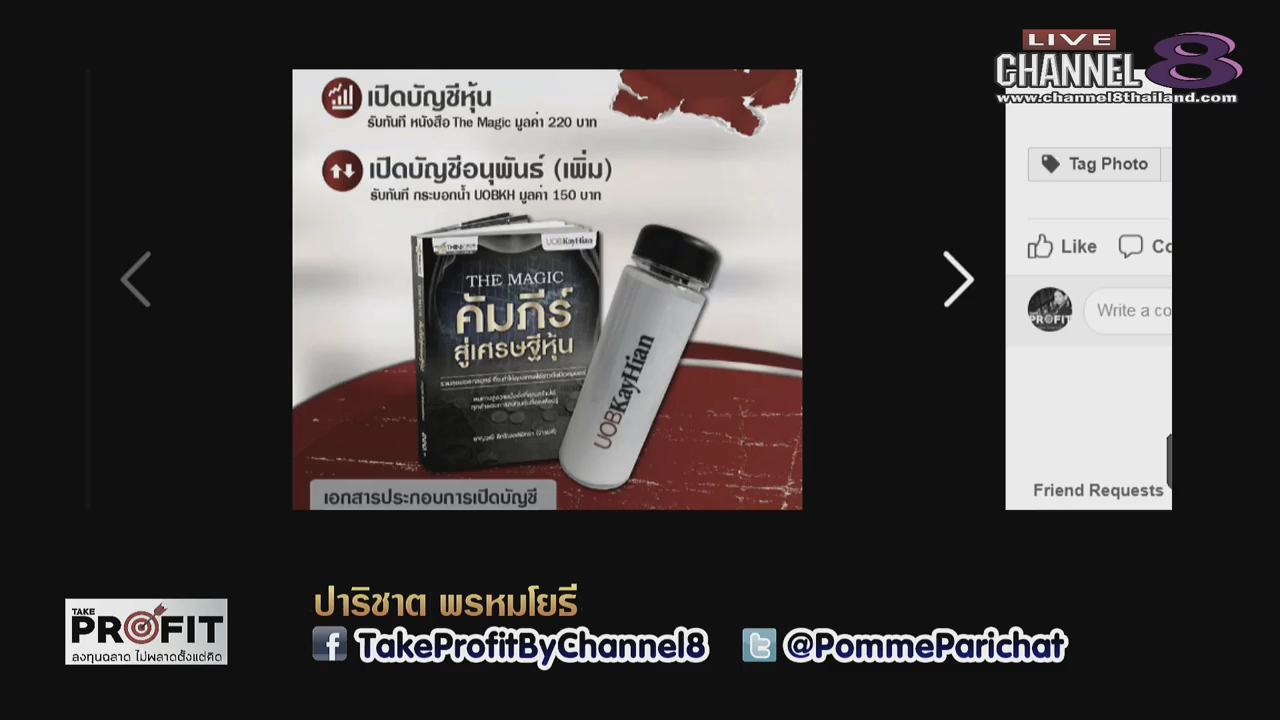 LIVE
CHANNEL 8
www.channel8thailand.com
เปิดบัญชีหุ้น
รับทันที หนังสือ The Magic มูลค่า 220 บาท
เปิดบัญชีอนุพันธ์ (เพิ่ม)
รับทันที กระบอกน้ำ UOBKH มูลค่า 150 บาท
Tag Photo
Like
Co
PROFIT
Write a co
Friend Requests
UOBKayHian
THE MAGIC
คัมภีร์
สู่เศรษฐีหุ้น
UOBKayHian
เอกสารประกอบการเปิดบัญชี
TAKE
PROFIT
ลงทุนฉลาด ไม่พลาดตั้งแต่คิด
ปาริชาต พรหมโยธี
TakeProfitByChannel8
@PommeParichat